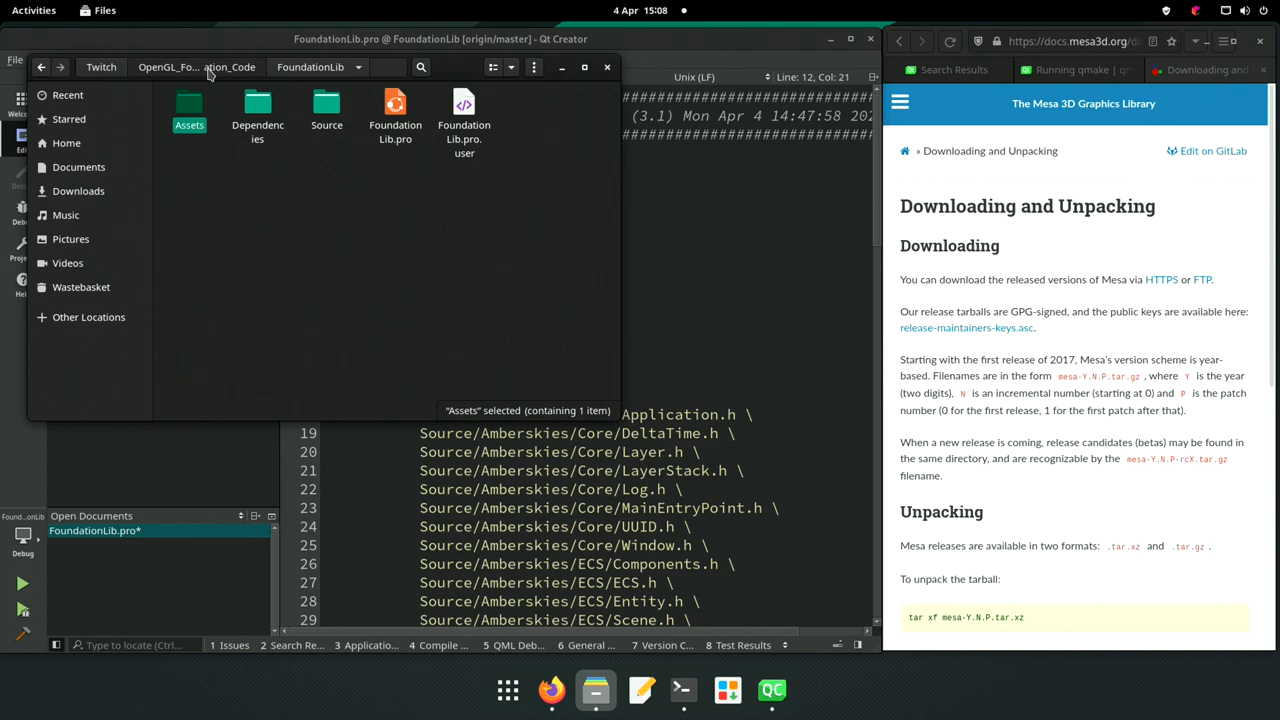 Activities
Files
4 Apr 15:08
FoundationLib.pro @ FoundationLib [origin/master] - Qt Creator
https://docs.mesa3d.org/d
Twitch
OpenGL_Fo... ation_Code
FoundationLib
Search Results
Running qmake | qm
Downloading and
Unix (LF)
Line: 12, Col: 21
Recent
Starred
Home
Documents
Downloads
Music
Pictures
Videos
Wastebasket
Other Locations
Assets
Dependenc
ies
Source
Foundation
Lib.pro
Foundation
Lib.pro.
user
"Assets" selected (containing 1 item)
(3.1) Mon Apr 4 14:47:58 202
Application.h \
19 Source/Amberskies/Core/DeltaTime.h \
20 Source/Amberskies/Core/Layer.h \
21 Source/Amberskies/Core/LayerStack.h \
22 Source/Amberskies/Core/Log.h \
23 Source/Amberskies/Core/MainEntryPoint.h \
24 Source/Amberskies/Core/UUID.h \
25 Source/Amberskies/Core/Window.h \
26 Source/Amberskies/ECS/Components.h \
27 Source/Amberskies/ECS/ECS.h \
28 Source/Amberskies/ECS/Entity.h \
29 Source/Amberskies/ECS/Scene.h \
Found...onLib
Debug
Open Documents
FoundationLib.pro*
Type to locate (Ctrl...
1 Issues
2 Search Re...
3 Applicatio...
4 Compile ...
5 QML Deb...
6 General ...
7 Version C...
8 Test Results
The Mesa 3D Graphics Library
» Downloading and Unpacking
Edit on GitLab
Downloading and Unpacking
Downloading
You can download the released versions of Mesa via HTTPS or FTP.
Our release tarballs are GPG-signed, and the public keys are available here:
release-maintainers-keys.asc.
Starting with the first release of 2017, Mesa's version scheme is year-
based. Filenames are in the form mesa-Y.N.P.tar.gz, where Y is the year
(two digits), N is an incremental number (starting at 0) and P is the patch
number (0 for the first release, 1 for the first patch after that).
When a new release is coming, release candidates (betas) may be found in
the same directory, and are recognizable by the mesa-Y.N.P-rcX.tar.gz
filename.
Unpacking
Mesa releases are available in two formats: .tar.xz and .tar.gz .
To unpack the tarball:
tar xf mesa-Y.N.P.tar.xz